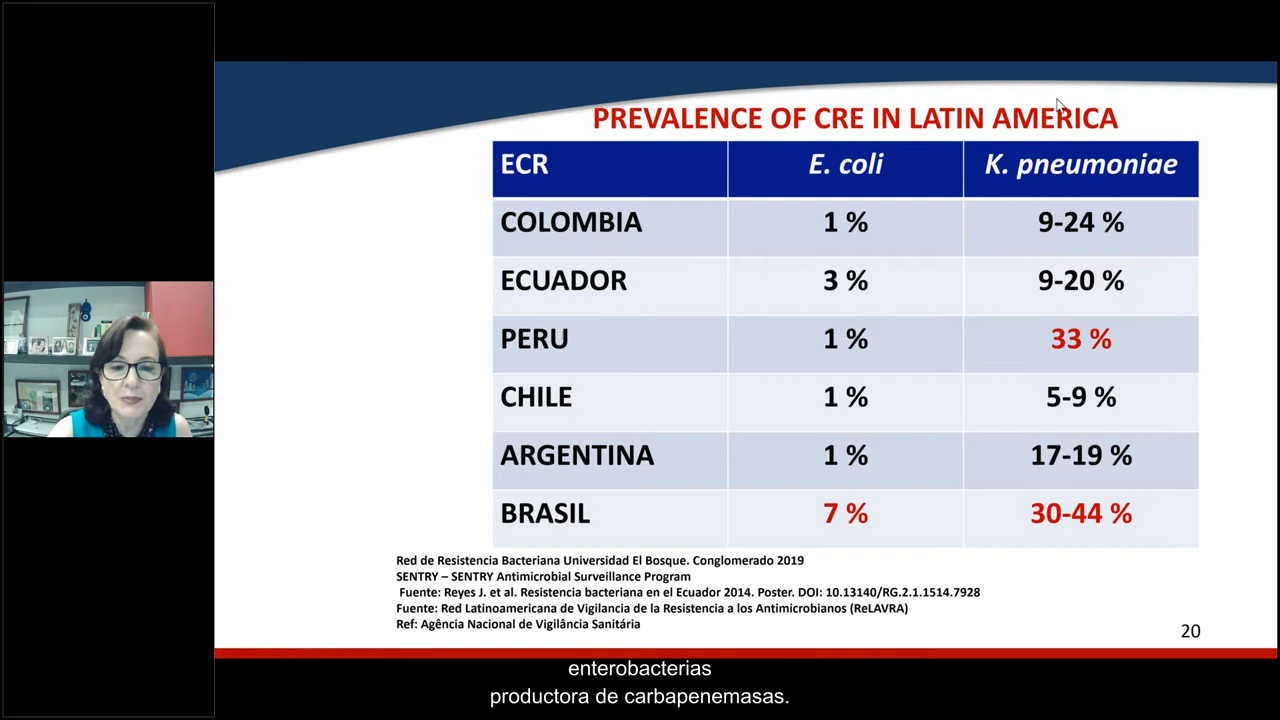 PREVALENCE OF CRE IN LATIN AMERICA
ECR E. coli K. pneumoniae
COLOMBIA 1 % 9-24 %
ECUADOR 3 % 9-20 %
PERU 1 % 33 %
CHILE 1 % 5-9 %
ARGENTINA 1 % 17-19 %
BRASIL 7 % 30-44 %
Red de Resistencia Bacteriana Universidad El Bosque. Conglomerado 2019
SENTRY – SENTRY Antimicrobial Surveillance Program
Fuente: Reyes J. et al. Resistencia bacteriana en el Ecuador 2014. Poster. DOI: 10.13140/RG.2.1.1514.7928
Fuente: Red Latinoamericana de Vigilancia de la Resistencia a los Antimicrobianos (ReLAVRA)
Ref: Agência Nacional de Vigilância Sanitária
20
enterobacterias
productora de carbapenemasas.